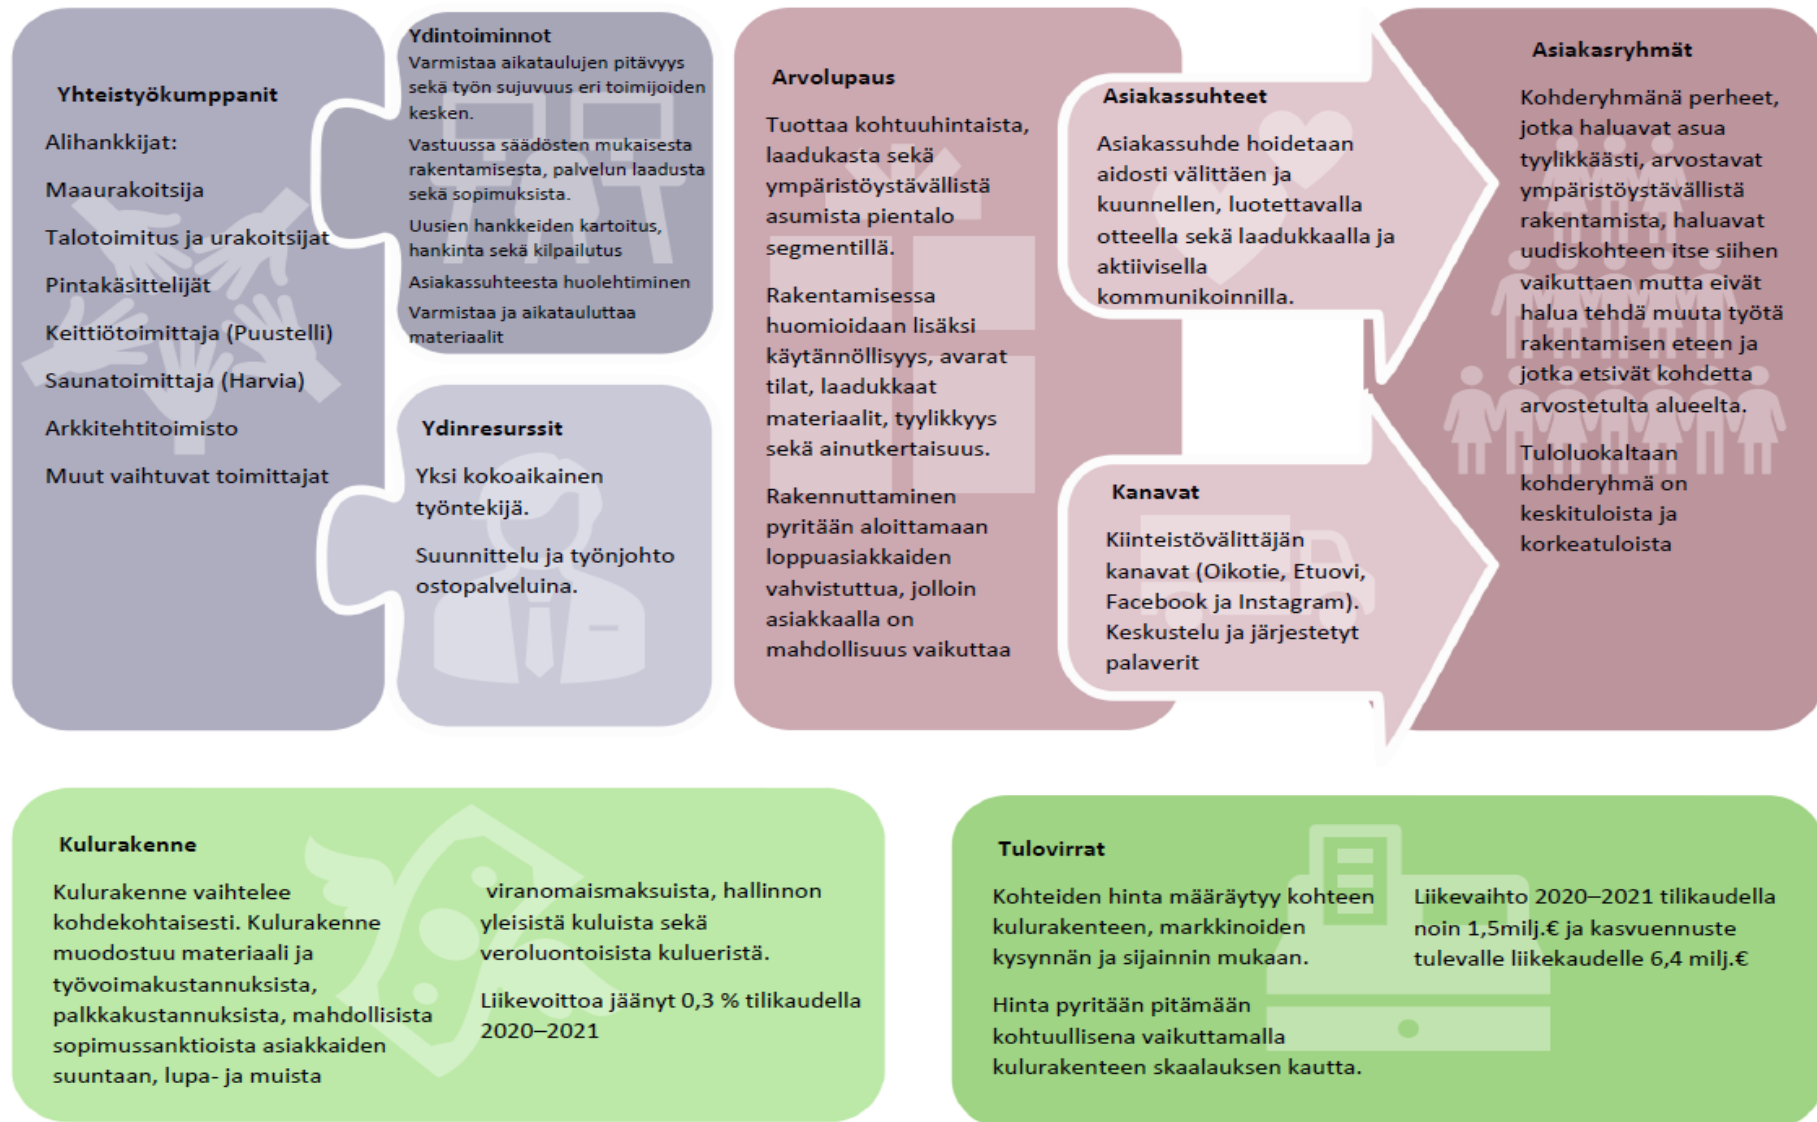 Yhteistyökumppanit
Alihankkijat:
Maaurakoitsija
Talotoimitus ja urakoitsijat
Pintakäsittelijät
Keittiötoimittaja (Puustelli)
Saunatoimittaja (Harvia)
Arkkitehtitoimisto
Muut vaihtuvat toimittajat
Ydintoiminnot
Varmistaa aikataulujen pitävyys
sekä työn sujuvuus eri toimijoiden
kesken.
Vastuussa säädösten mukaisesta
rakentamisesta, palvelun laadusta
sekä sopimuksista.
Uusien hankkeiden kartoitus,
hankinta sekä kilpailutus
Asiakassuhteesta huolehtiminen
Varmistaa ja aikatauluttaa
materiaalit
Ydinresurssit
Yksi kokoaikainen
työntekijä.
Suunnittelu ja työnjohto
ostopalveluina.
Arvolupaus
Tuottaa kohtuuhintaista,
laadukasta sekä
ympäristöystävällistä
asumista pientalo
segmentillä.
Rakentamisessa
huomioidaan lisäksi
käytännöllisyys, avarat
tilat, laadukkaat
materiaalit, tyylikkyys
sekä ainutkertaisuus.
Rakennuttaminen
pyritään aloittamaan
loppuasiakkaiden
vahvistuttua, jolloin
asiakkaalla on
mahdollisuus vaikuttaa
Asiakassuhteet
Asiakassuhde hoidetaan
aidosti välittäen ja
kuunnellen, luotettavalla
otteella sekä laadukkaalla ja
aktiivisella
kommunikoinnilla.
Kanavat
Kiinteistövälittäjän
kanavat (Oikotie, Etuovi,
Facebook ja Instagram).
Keskustelu ja järjestetyt
palaverit
Asiakasryhmät
Kohderyhmänä perheet,
jotka haluavat asua
tyylikkäästi, arvostavat
ympäristöystävällistä
rakentamista, haluavat
uudiskohteen itse siihen
vaikuttaen mutta eivät
halua tehdä muuta työtä
rakentamisen eteen ja
jotka etsivät kohdetta
arvostetulta alueelta.
Tuloluokaltaan
kohderyhmä on
keskituloista ja
korkeatuloista
Kulurakenne
Kulurakenne vaihtelee
kohdekohtaisesti. Kulurakenne
muodostuu materiaali ja
työvoimakustannuksista,
palkkakustannuksista, mahdollisista
sopimussanktioista asiakkaiden
suuntaan, lupa- ja muista
viranomaismaksuista, hallinnon
yleisistä kuluista sekä
veroluontoisista kulueristä.
Liikevoittoa jäänyt 0,3 % tilikaudella
2020–2021
Tulovirrat
Kohteiden hinta määräytyy kohteen
kulurakenteen, markkinoiden
kysynnän ja sijainnin mukaan.
Hinta pyritään pitämään
kohtuullisena vaikuttamalla
kulurakenteen skaalauksen kautta.
Liikevaihto 2020–2021 tilikaudella
noin 1,5milj.€ ja kasvuennuste
tulevalle liikekaudelle 6,4 milj.€